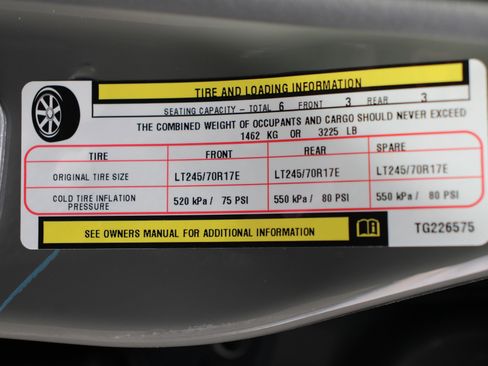 TIRE AND LOADING INFORMATION
SEATING CAPACITY - TOTAL 6 FRONT 3 REAR 3
THE COMBINED WEIGHT OF OCCUPANTS AND CARGO SHOULD NEVER EXCEED
1462 KG OR 3225 LB
TIRE FRONT REAR SPARE
ORIGINAL TIRE SIZE LT245/70R17E LT245/70R17E LT245/70R17E
COLD TIRE INFLATION PRESSURE 520 kPa / 75 PSI 550 kPa / 80 PSI 550 kPa / 80 PSI
SEE OWNERS MANUAL FOR ADDITIONAL INFORMATION TG226575